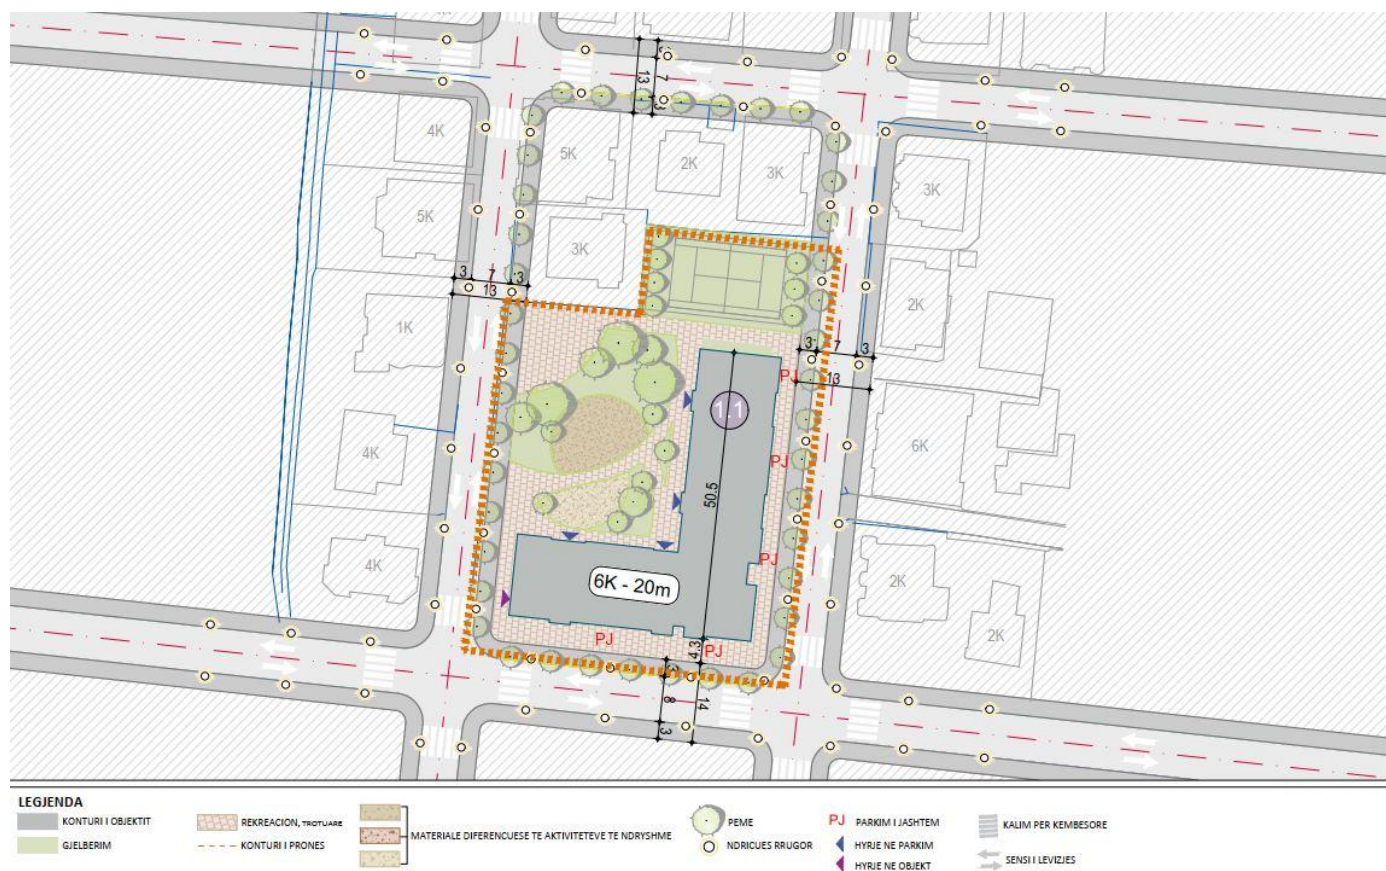 4K
3
7
13
3
4K
5K
2K
3K
3K
5K
3K
2K
3
7
3
13
1K
3
7
3
13
PJ
1.1
4K
6K
PJ
50.5
4K
PJ
2K
6K - 20m
2K
PJ
4.3
PJ
3
8
14
3
LEGJENDA
KONTURI I OBJEKTIT
GJELBERIM
REKREACION, TROTUARE
KONTURI I PRONES
MATERIALE DIFERENCUESE TE AKTIVITETEVE TE NDRYSHME
PEME
NDRICUES RRUGOR
PJ PARKIM I JASHTEM
HYRJE NE PARKIM
HYRJE NE OBJEKT
KALIM PER KEMBESORE
SENSI I LEVIZJES